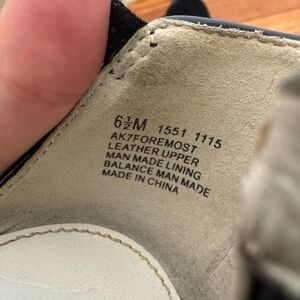 6½M 1551 1115
AK7FOREMOST
LEATHER UPPER
MAN MADE LINING
BALANCE MAN MADE
MADE IN CHINA